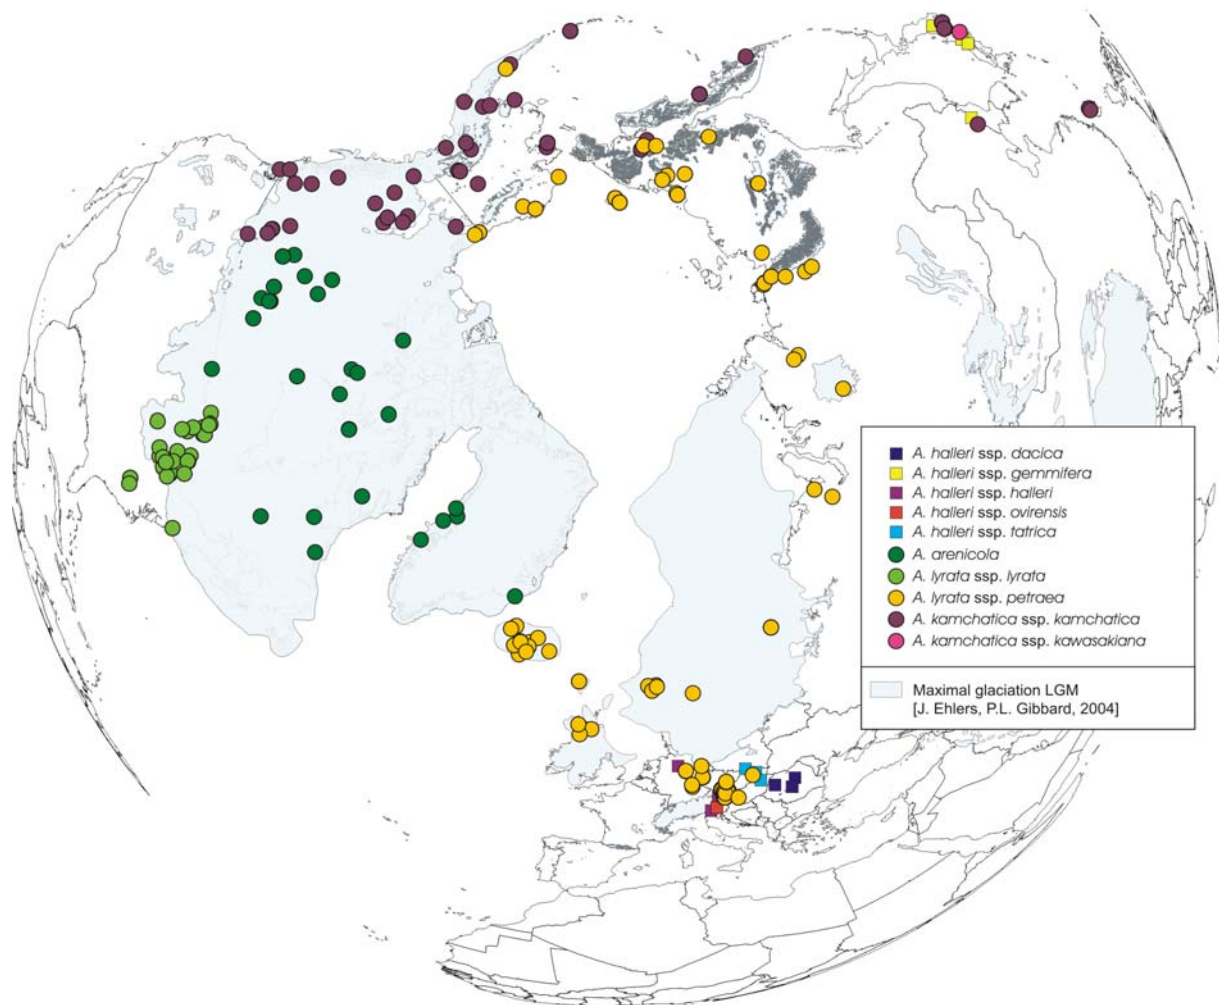 A. halleri ssp. dacica
A. halleri ssp. gemmifera
A. halleri ssp. halleri
A. halleri ssp. ovirensis
A. halleri ssp. tatrica
A. arenicola
A. lyrata ssp. lyrata
A. lyrata ssp. petraea
A. kamchatica ssp. kamchatica
A. kamchatica ssp. kawasakiana
Maximal glaciation LGM
[J. Ehlers, P.L. Gibbard, 2004]